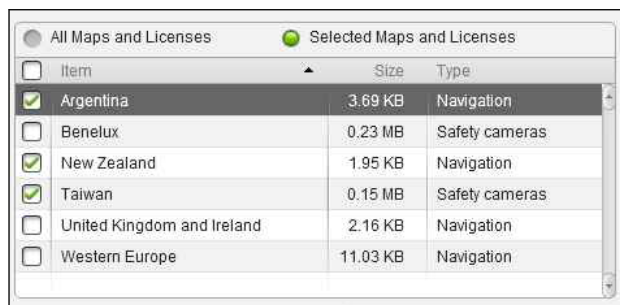 All Maps and Licenses Selected Maps and Licenses
Item Size Type
Argentina 3.69 KB Navigation
Benelux 0.23 MB Safety cameras
New Zealand 1.95 KB Navigation
Taiwan 0.15 MB Safety cameras
United Kingdom and Ireland 2.16 KB Navigation
Western Europe 11.03 KB Navigation